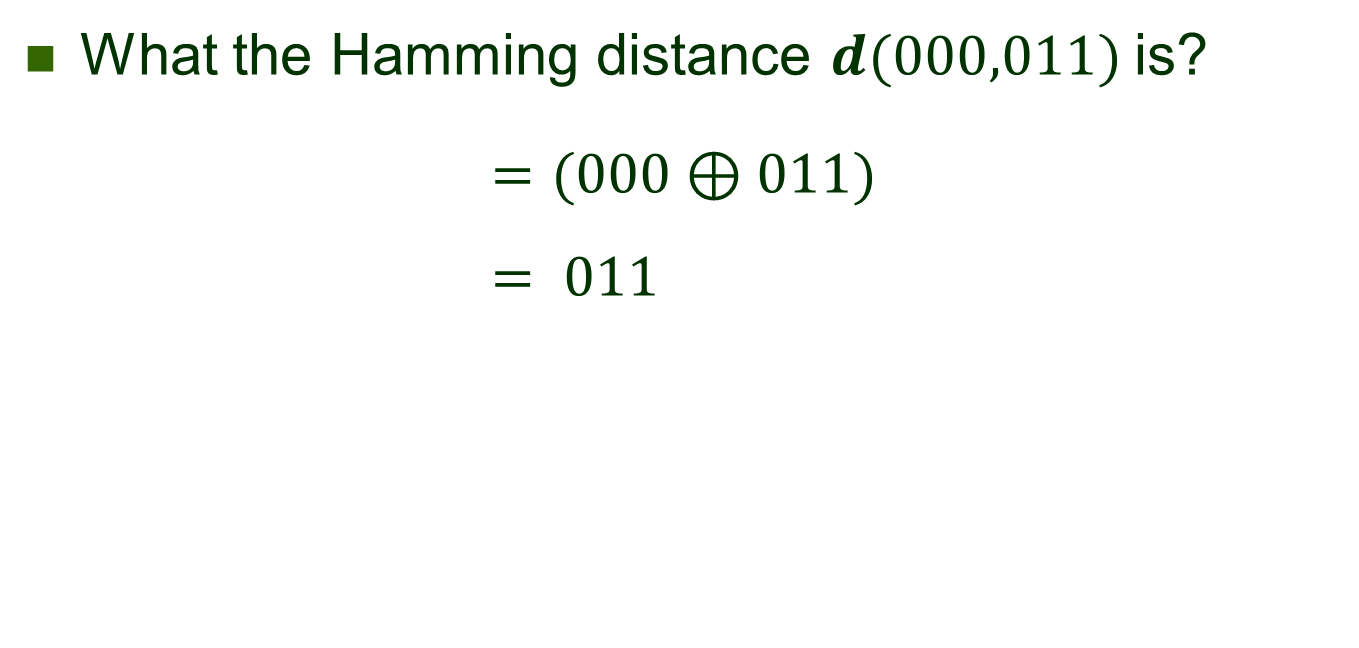 ■ What the Hamming distance d(000,011) is?
= (000 ⊕ 011)
= 011